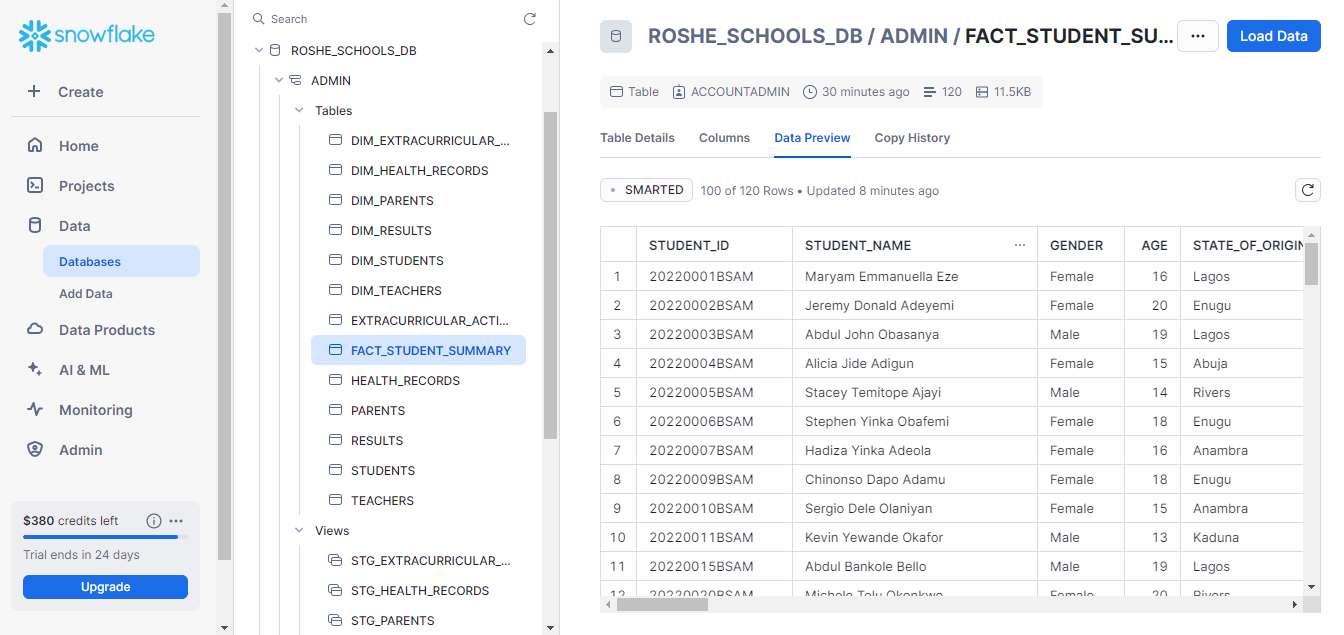 snowflake
Create
Home
Projects
Data
Databases
Add Data
Data Products
AI & ML
Monitoring
Admin
$380 credits left
Trial ends in 24 days
Upgrade
Search
ROSHE_SCHOOLS_DB
ADMIN
Tables
DIM_EXTRACURRICULAR_...
DIM_HEALTH_RECORDS
DIM_PARENTS
DIM_RESULTS
DIM_STUDENTS
DIM_TEACHERS
EXTRACURRICULAR_ACTI...
FACT_STUDENT_SUMMARY
HEALTH_RECORDS
PARENTS
RESULTS
STUDENTS
TEACHERS
Views
STG_EXTRACURRICULAR_...
STG_HEALTH_RECORDS
STG_PARENTS
ROSHE_SCHOOLS_DB / ADMIN / FACT_STUDENT_SU... Load Data
Table ACCOUNTADMIN 30 minutes ago 120 11.5KB
Table Details Columns Data Preview Copy History
SMARTED 100 of 120 Rows • Updated 8 minutes ago
STUDENT_ID STUDENT_NAME ... GENDER AGE STATE_OF_ORIGIN
1 20220001BSAM Maryam Emmanuella Eze Female 16 Lagos
2 20220002BSAM Jeremy Donald Adeyemi Female 20 Enugu
3 20220003BSAM Abdul John Obasanya Male 19 Lagos
4 20220004BSAM Alicia Jide Adigun Female 15 Abuja
5 20220005BSAM Stacey Temitope Ajayi Male 14 Rivers
6 20220006BSAM Stephen Yinka Obafemi Female 18 Enugu
7 20220007BSAM Hadiza Yinka Adeola Female 16 Anambra
8 20220009BSAM Chinonso Dapo Adamu Female 18 Enugu
9 20220010BSAM Sergio Dele Olaniyan Female 15 Anambra
10 20220011BSAM Kevin Yewande Okafor Male 13 Kaduna
11 20220015BSAM Abdul Bankole Bello Male 19 Lagos
12 20220020BSAM Michele Tolu Okonkwo Female 20 Rivers